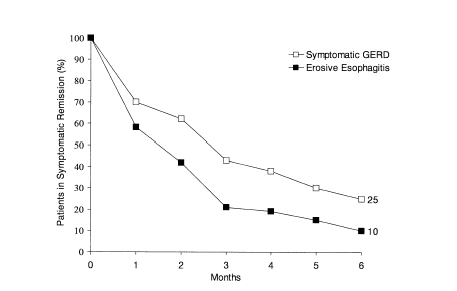 Patients in Symptomatic Remission (%)
100
90
80
70
60
50
40
30
20
10
0
Symptomatic GERD
Erosive Esophagitis
25
10
0 1 2 3 4 5 6
Months